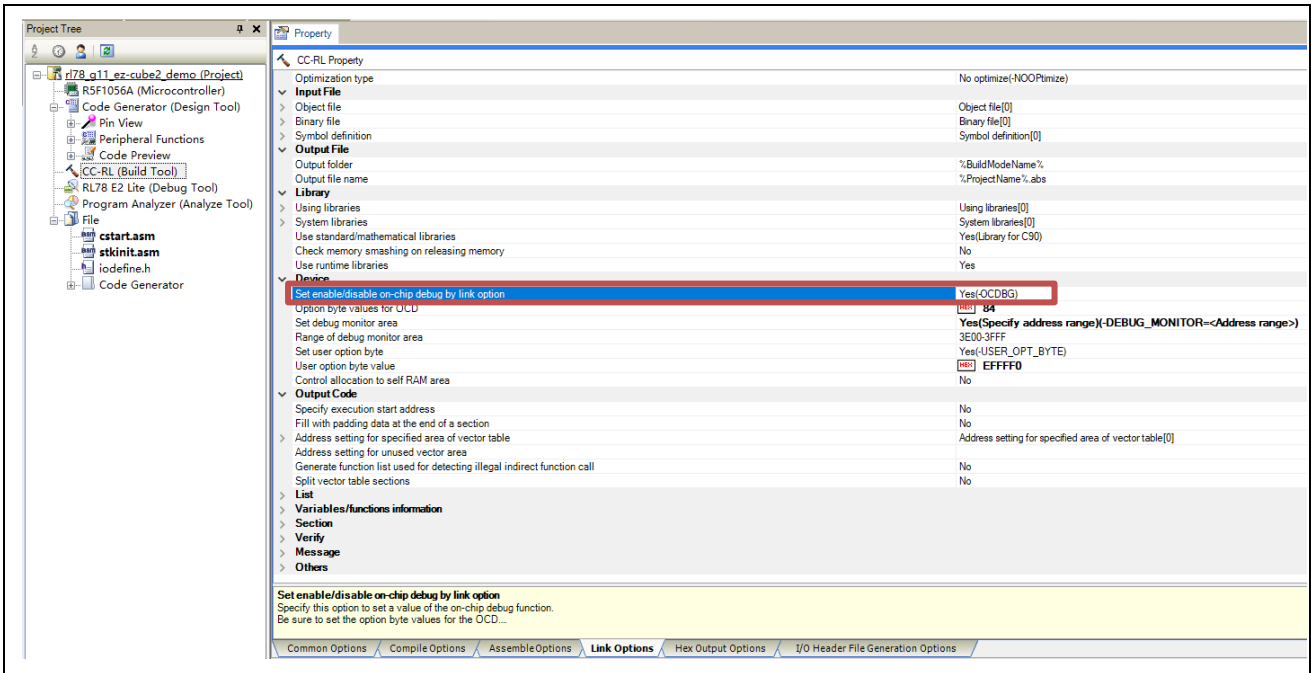 Project Tree
Property
rl78_g11_ez-cube2_demo (Project)
R5F1056A (Microcontroller)
Code Generator (Design Tool)
Pin View
Peripheral Functions
Code Preview
CC-RL (Build Tool)
RL78 E2 Lite (Debug Tool)
Program Analyzer (Analyze Tool)
File
cstart.asm
stkinit.asm
iodefine.h
Code Generator
CC-RL Property
Optimization type No optimize(-NOOPtimize)
Input File
Object file Object file[0]
Binary file Binary file[0]
Symbol definition Symbol definition[0]
Output File
Output folder %BuildModeName%
Output file name %ProjectName%.abs
Library
Using libraries Using libraries[0]
System libraries System libraries[0]
Use standard/mathematical libraries Yes(Library for C90)
Check memory smashing on releasing memory No
Use runtime libraries Yes
Device
Set enable/disable on-chip debug by link option Yes(-OCDBG)
Option byte values for OCD HEX 84
Set debug monitor area Yes(Specify address range)(-DEBUG_MONITOR=<Address range>)
Range of debug monitor area 3E00-3FFF
Set user option byte Yes(-USER_OPT_BYTE)
User option byte value HEX EFFFF0
Control allocation to self RAM area No
Output Code
Specify execution start address No
Fill with padding data at the end of a section No
Address setting for specified area of vector table Address setting for specified area of vector table[0]
Address setting for unused vector area
Generate function list used for detecting illegal indirect function call No
Split vector table sections No
List
Variables/functions information
Section
Verify
Message
Others
Set enable/disable on-chip debug by link option
Specify this option to set a value of the on-chip debug function.
Be sure to set the option byte values for the OCD...
Common Options Compile Options Assemble Options Link Options Hex Output Options I/O Header File Generation Options